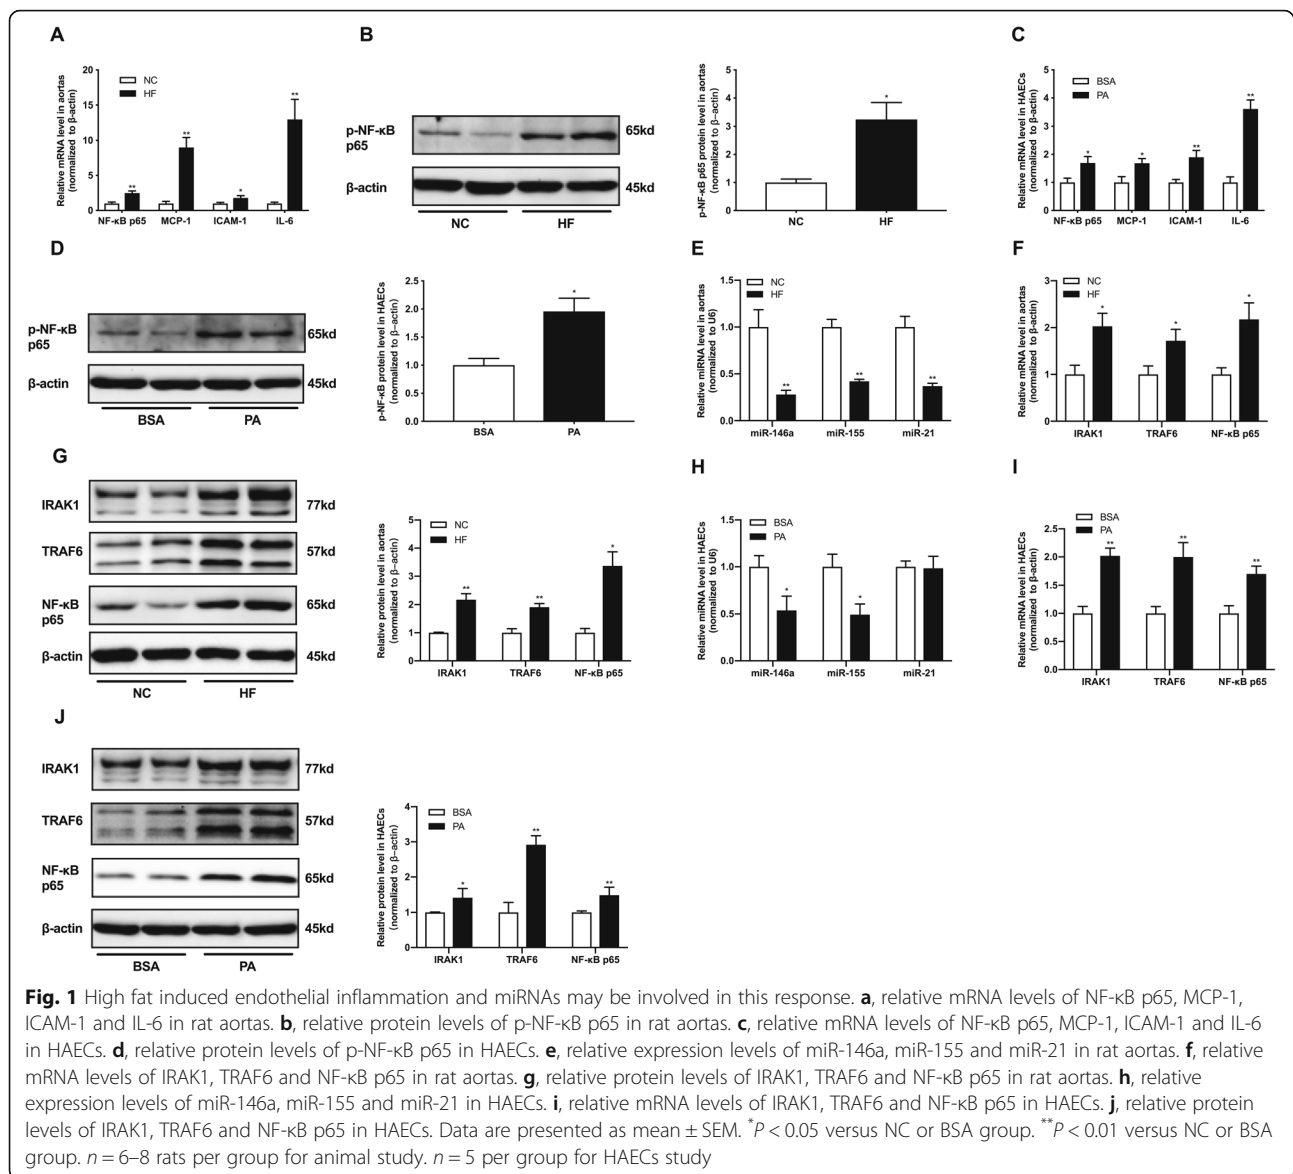 A
Relative mRNA level in aortas
(normalized to β-actin)
20
15
10
5
0
NC
HF
**
**
*
**
NF-κB p65
MCP-1
ICAM-1
IL-6
B
p-NF-κB
p65
65kd
β-actin
45kd
NC
HF
p-NF-κB p65 protein level in aortas
(normalized to β–actin)
5
4
3
2
1
0
*
NC
HF
C
Relative mRNA level in HAECs
(normalized to β-actin)
5
4
3
2
1
0
BSA
PA
*
*
**
**
NF-κB p65
MCP-1
ICAM-1
IL-6
D
p-NF-κB
p65
65kd
β-actin
45kd
BSA
PA
p-NF-κB protein level in HAECs
(normalized to β–actin)
2.5
2.0
1.5
1.0
0.5
0.0
*
BSA
PA
E
Relative miRNA level in aortas
(normalized to U6)
1.5
1.0
0.5
0.0
NC
HF
**
**
**
miR-146a
miR-155
miR-21
F
Relative mRNA level in aortas
(normalized to β-actin)
3
2
1
0
NC
HF
*
*
*
IRAK1
TRAF6
NF-κB p65
G
IRAK1
77kd
TRAF6
57kd
NF-κB
p65
65kd
β-actin
45kd
NC
HF
Relative protein level in aortas
(normalized to β–actin)
5
4
3
2
1
0
NC
HF
**
**
*
IRAK1
TRAF6
NF-κB p65
H
Relative miRNA level in HAECs
(normalized to U6)
1.5
1.0
0.5
0.0
BSA
PA
*
*
miR-146a
miR-155
miR-21
I
Relative mRNA level in HAECs
(normalized to β-actin)
2.5
2.0
1.5
1.0
0.5
0.0
BSA
PA
**
**
**
IRAK1
TRAF6
NF-κB p65
J
IRAK1
77kd
TRAF6
57kd
NF-κB
p65
65kd
β-actin
45kd
BSA
PA
Relative protein level in HAECs
(normalized to β–actin)
4
3
2
1
0
BSA
PA
*
**
**
IRAK1
TRAF6
NF-κB p65
Fig. 1 High fat induced endothelial inflammation and miRNAs may be involved in this response. a, relative mRNA levels of NF-κB p65, MCP-1,
ICAM-1 and IL-6 in rat aortas. b, relative protein levels of p-NF-κB p65 in rat aortas. c, relative mRNA levels of NF-κB p65, MCP-1, ICAM-1 and IL-6
in HAECs. d, relative protein levels of p-NF-κB p65 in HAECs. e, relative expression levels of miR-146a, miR-155 and miR-21 in rat aortas. f, relative
mRNA levels of IRAK1, TRAF6 and NF-κB p65 in rat aortas. g, relative protein levels of IRAK1, TRAF6 and NF-κB p65 in rat aortas. h, relative
expression levels of miR-146a, miR-155 and miR-21 in HAECs. i, relative mRNA levels of IRAK1, TRAF6 and NF-κB p65 in HAECs. j, relative protein
levels of IRAK1, TRAF6 and NF-κB p65 in HAECs. Data are presented as mean ± SEM. *P < 0.05 versus NC or BSA group. **P < 0.01 versus NC or BSA
group. n = 6–8 rats per group for animal study. n = 5 per group for HAECs study